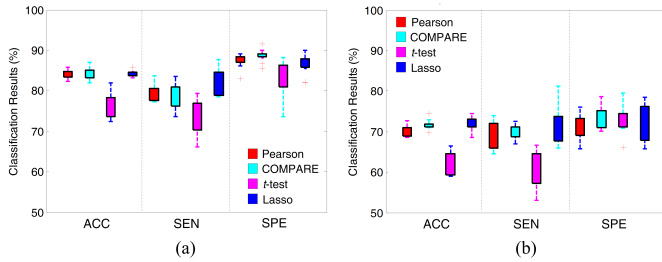 Classification Results (%)
100
90
80
70
60
50
Pearson
COMPARE
t-test
Lasso
ACC SEN SPE
(a)
Classification Results (%)
100
90
80
70
60
50
Pearson
COMPARE
t-test
Lasso
ACC SEN SPE
(b)